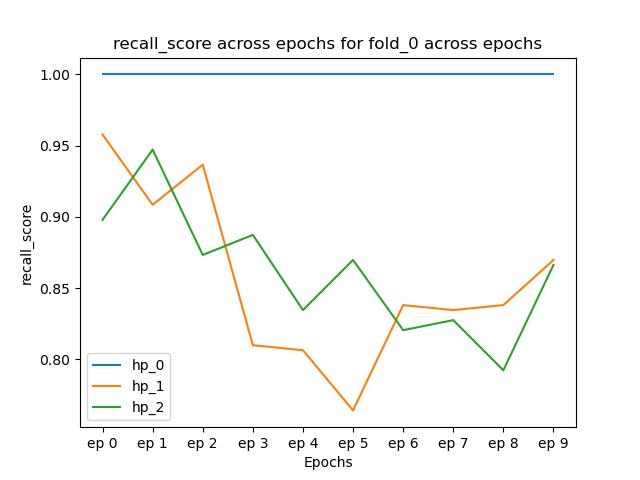 recall_score across epochs for fold_0 across epochs
recall_score
1.00
0.95
0.90
0.85
0.80
hp_0
hp_1
hp_2
ep 0 ep 1 ep 2 ep 3 ep 4 ep 5 ep 6 ep 7 ep 8 ep 9
Epochs